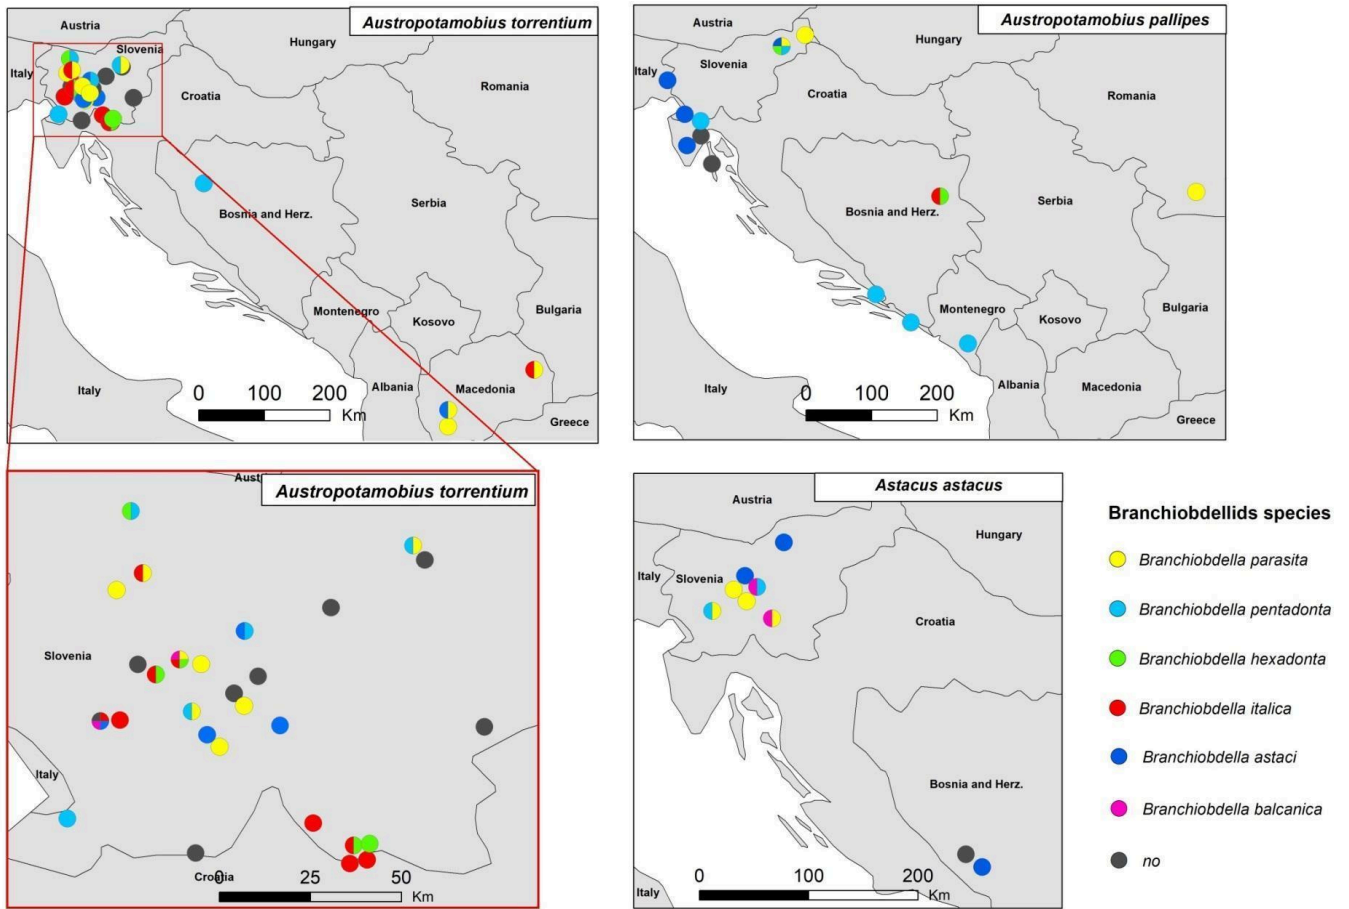 Austropotamobius torrentium
Austria
Slovenia
Hungary
Italy
Croatia
Romania
Bosnia and Herz.
Serbia
Montenegro
Kosovo
Bulgaria
Italy
Albania
Macedonia
Greece
0 100 200
Km
Austropotamobius pallipes
Austria
Hungary
Slovenia
Italy
Croatia
Romania
Bosnia and Herz.
Serbia
Montenegro
Kosovo
Bulgaria
Italy
Albania
Macedonia
Greece
0 100 200
Km
Austropotamobius torrentium
Slovenia
Italy
Croatia
0 25 50
Km
Astacus astacus
Austria
Hungary
Italy
Slovenia
Croatia
Bosnia and Herz.
Italy
0 100 200
Km
Branchiobdellids species
Branchiobdella parasita
Branchiobdella pentadonta
Branchiobdella hexadonta
Branchiobdella italica
Branchiobdella astaci
Branchiobdella balcanica
no